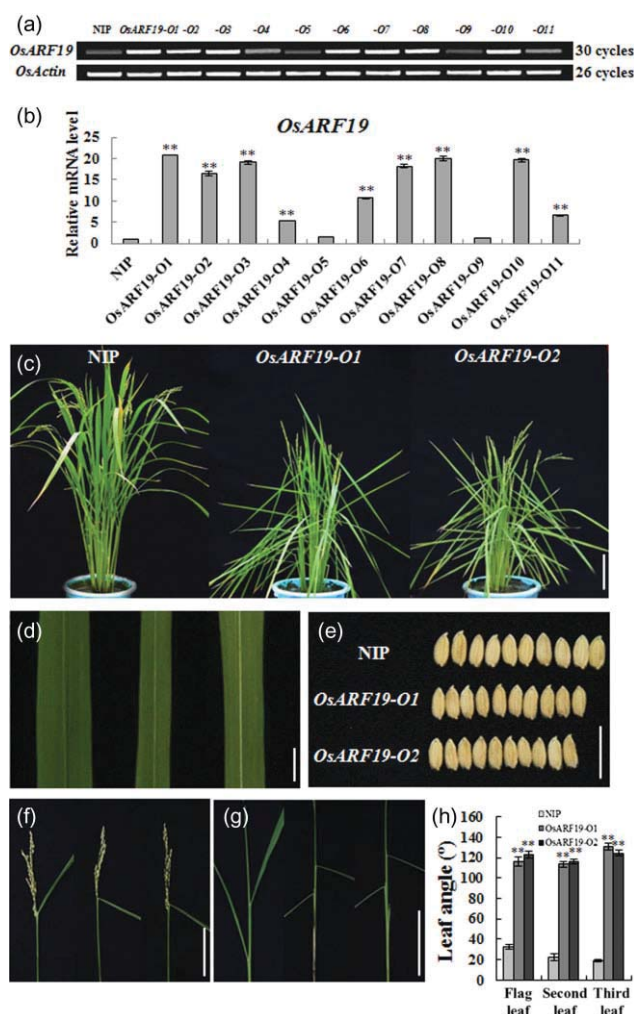 (a)
NIP OsARF19-O1 -O2 -O3 -O4 -O5 -O6 -O7 -O8 -O9 -O10 -O11
OsARF19 30 cycles
OsActin 26 cycles
(b)
OsARF19
Relative mRNA level
25
20
15
10
5
0
** ** ** ** ** ** ** ** **
NIP OsARF19-O1 OsARF19-O2 OsARF19-O3 OsARF19-O4 OsARF19-O5 OsARF19-O6 OsARF19-O7 OsARF19-O8 OsARF19-O9 OsARF19-O10 OsARF19-O11
(c) NIP OsARF19-O1 OsARF19-O2
(d)
(e)
NIP
OsARF19-O1
OsARF19-O2
(f)
(g)
(h)
NIP
OsARF19-O1
OsARF19-O2
Leaf angle (°)
160
140
120
100
80
60
40
20
0
** ** ** ** ** **
Flag Second Third
leaf leaf leaf